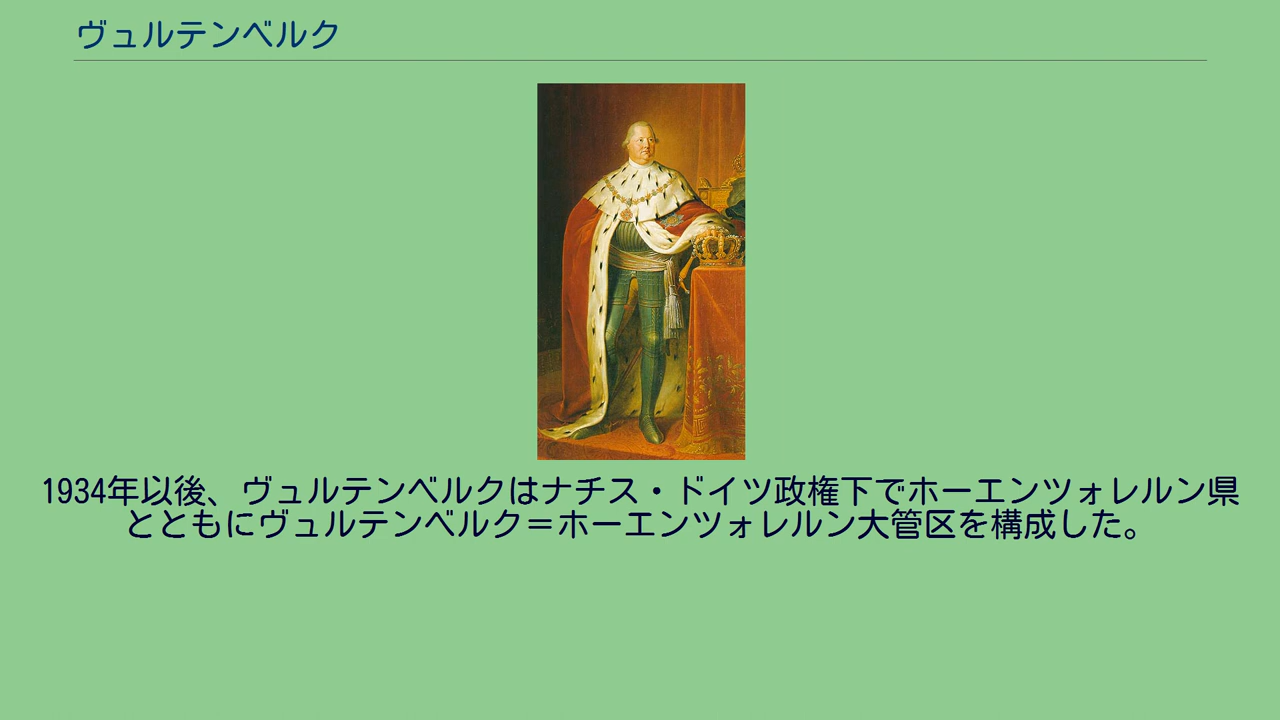 ヴュルテンベルク
1934年以後、ヴュルテンベルクはナチス・ドイツ政権下でホーエンツォレルン県
とともにヴュルテンベルク＝ホーエンツォレルン大管区を構成した。